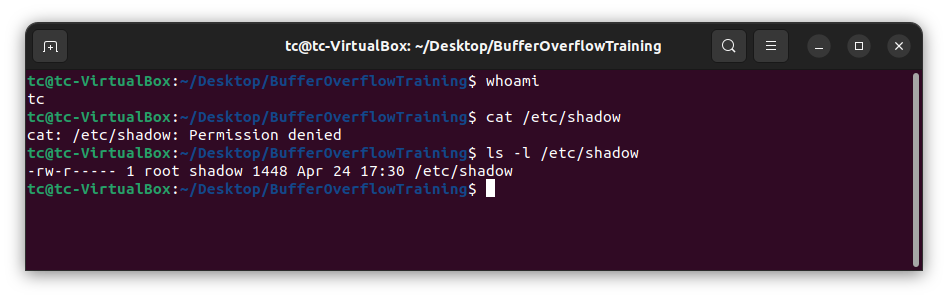 tc@tc-VirtualBox: ~/Desktop/BufferOverflowTraining
tc@tc-VirtualBox:~/Desktop/BufferOverflowTraining$ whoami
tc
tc@tc-VirtualBox:~/Desktop/BufferOverflowTraining$ cat /etc/shadow
cat: /etc/shadow: Permission denied
tc@tc-VirtualBox:~/Desktop/BufferOverflowTraining$ ls -l /etc/shadow
-rw-r----- 1 root shadow 1448 Apr 24 17:30 /etc/shadow
tc@tc-VirtualBox:~/Desktop/BufferOverflowTraining$